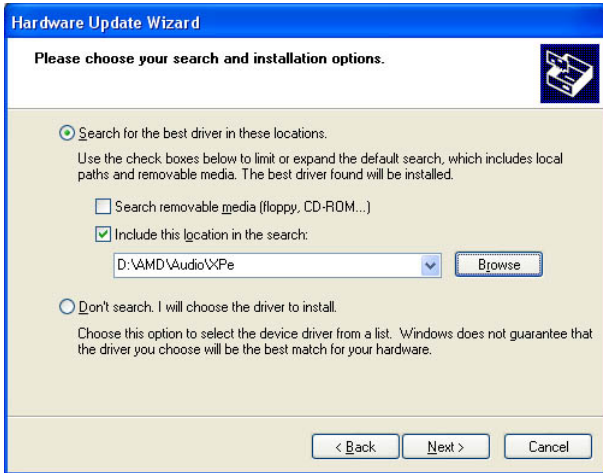 Hardware Update Wizard
Please choose your search and installation options.
Search for the best driver in these locations.
Use the check boxes below to limit or expand the default search, which includes local
paths and removable media. The best driver found will be installed.
Search removable media (floppy, CD-ROM...)
Include this location in the search:
D:\AMD\Audio\XPe
Browse
Don't search. I will choose the driver to install.
Choose this option to select the device driver from a list. Windows does not guarantee that
the driver you choose will be the best match for your hardware.
< Back Next > Cancel